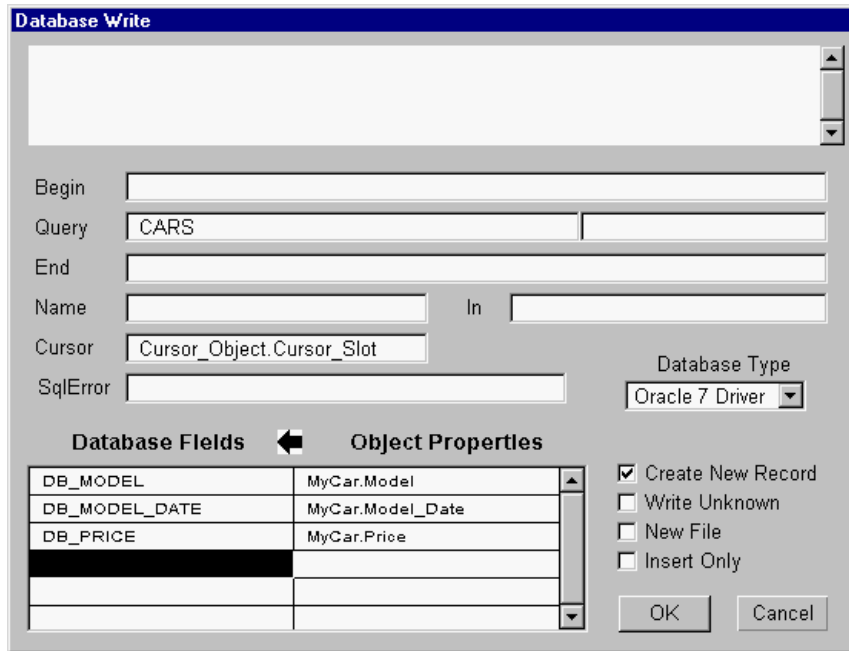 Database Write
Begin
Query CARS
End
Name In
Cursor Cursor_Object.Cursor_Slot
Database Type
SqlError Oracle 7 Driver
Database Fields Object Properties
DB_MODEL MyCar.Model
DB_MODEL_DATE MyCar.Model_Date
DB_PRICE MyCar.Price
Create New Record
Write Unknown
New File
Insert Only
OK Cancel